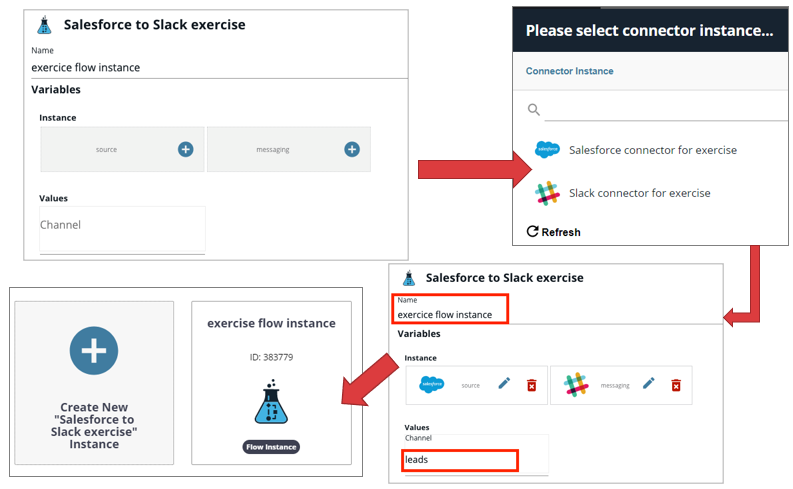 Salesforce to Slack exercise
Name
exercice flow instance
Variables
Instance
source
messaging
Values
Channel
Please select connector instance...
Connector Instance
salesforce
Salesforce connector for exercise
Slack connector for exercise
Refresh
Salesforce to Slack exercise
Name
exercice flow instance
Variables
Instance
salesforce
source
messaging
Values
Channel
leads
Create New
"Salesforce to
Slack exercise"
Instance
exercise flow instance
ID: 383779
Flow Instance